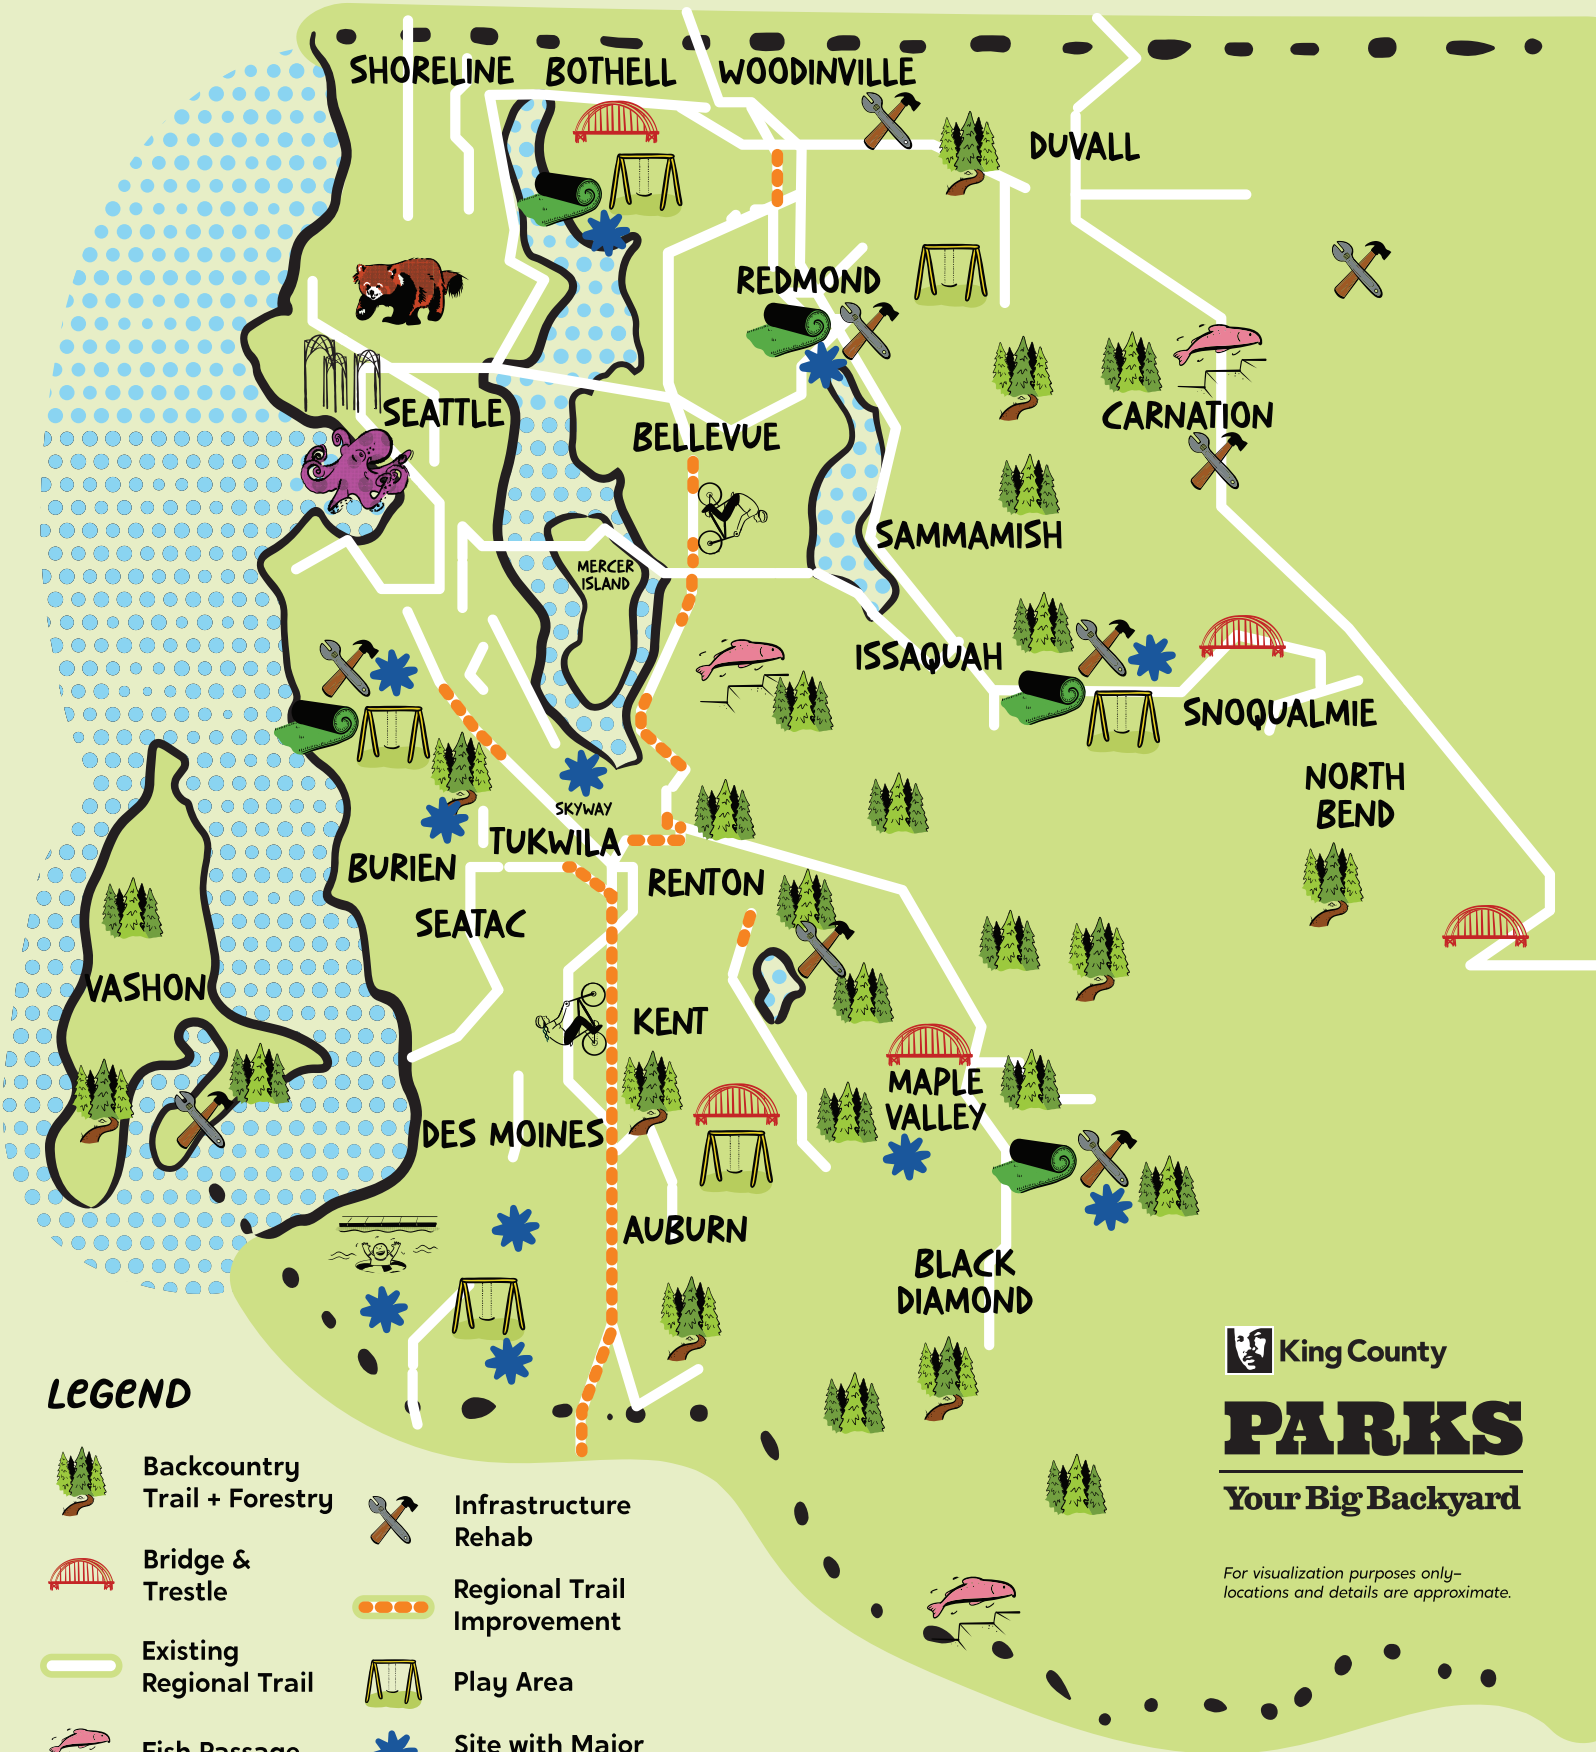 SHORELINE
BOTHELL
WOODINVILLE
DUVALL
REDMOND
SEATTLE
CARNATION
BELLEVUE
SAMMAMISH
MERCER
ISLAND
ISSAQUAH
SNOQUALMIE
NORTH
BEND
SKYWAY
TUKWILA
BURIEN
RENTON
SEATAC
VASHON
KENT
MAPLE
VALLEY
DES MOINES
AUBURN
BLACK
DIAMOND
King County
PARKS
Your Big Backyard
For visualization purposes only–
locations and details are approximate.
LEGEND
Backcountry
Trail + Forestry
Bridge &
Trestle
Existing
Regional Trail
Fish Passage
Infrastructure
Rehab
Regional Trail
Improvement
Play Area
Site with Major